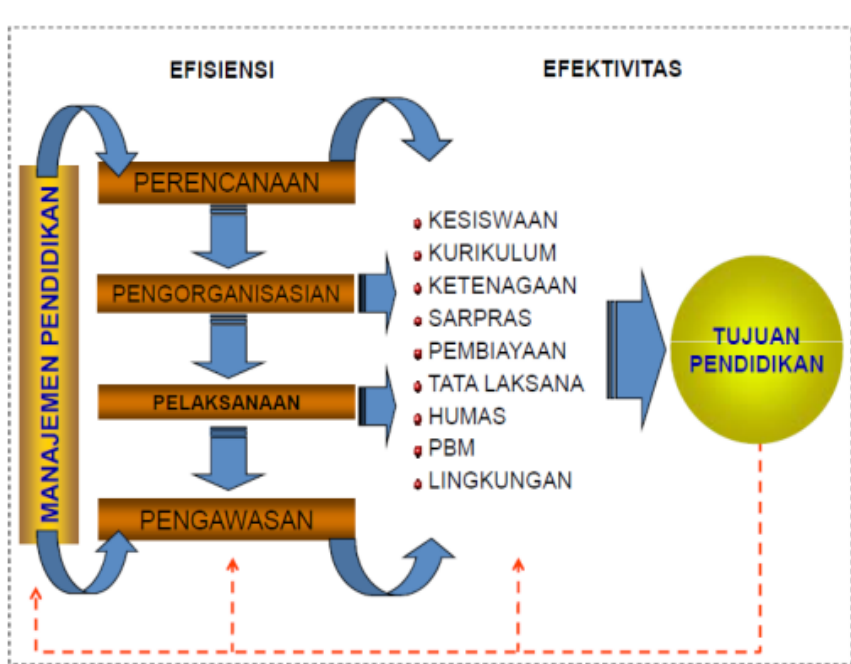 EFISIENSI
EFEKTIVITAS
MANAJEMEN PENDIDIKAN
PERENCANAAN
PENGORGANISASIAN
PELAKSANAAN
PENGAWASAN
KESISWAAN
KURIKULUM
KETENAGAAN
SARPRAS
PEMBIAYAAN
TATA LAKSANA
HUMAS
PBM
LINGKUNGAN
TUJUAN
PENDIDIKAN